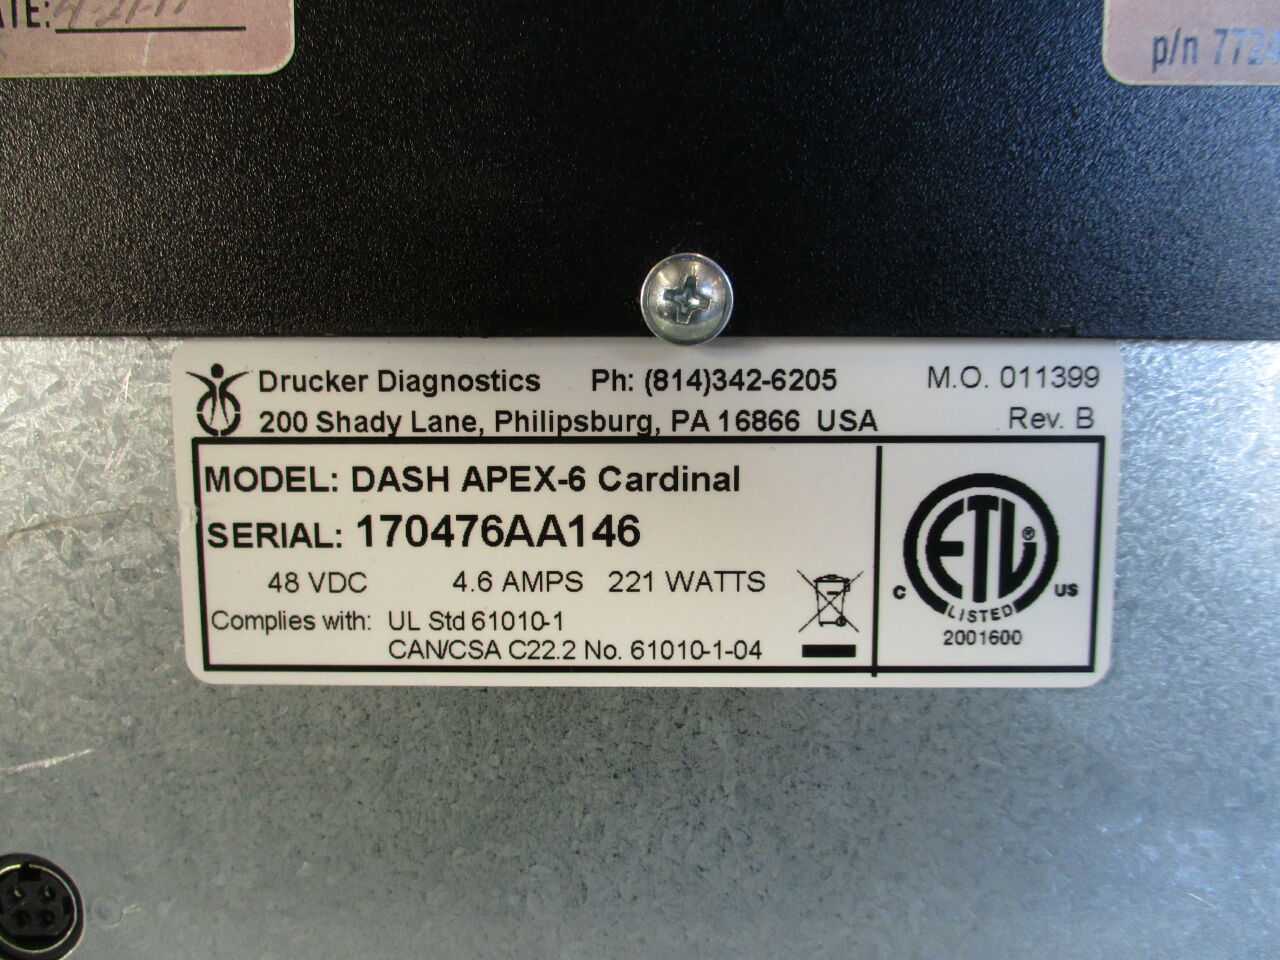 p/n 7724
Drucker Diagnostics Ph: (814)342-6205 M.O. 011399
200 Shady Lane, Philipsburg, PA 16866 USA Rev. B
MODEL: DASH APEX-6 Cardinal
SERIAL: 170476AA146
48 VDC 4.6 AMPS 221 WATTS
Complies with: UL Std 61010-1
CAN/CSA C22.2 No. 61010-1-04
ETL®
C US
LISTED
2001600